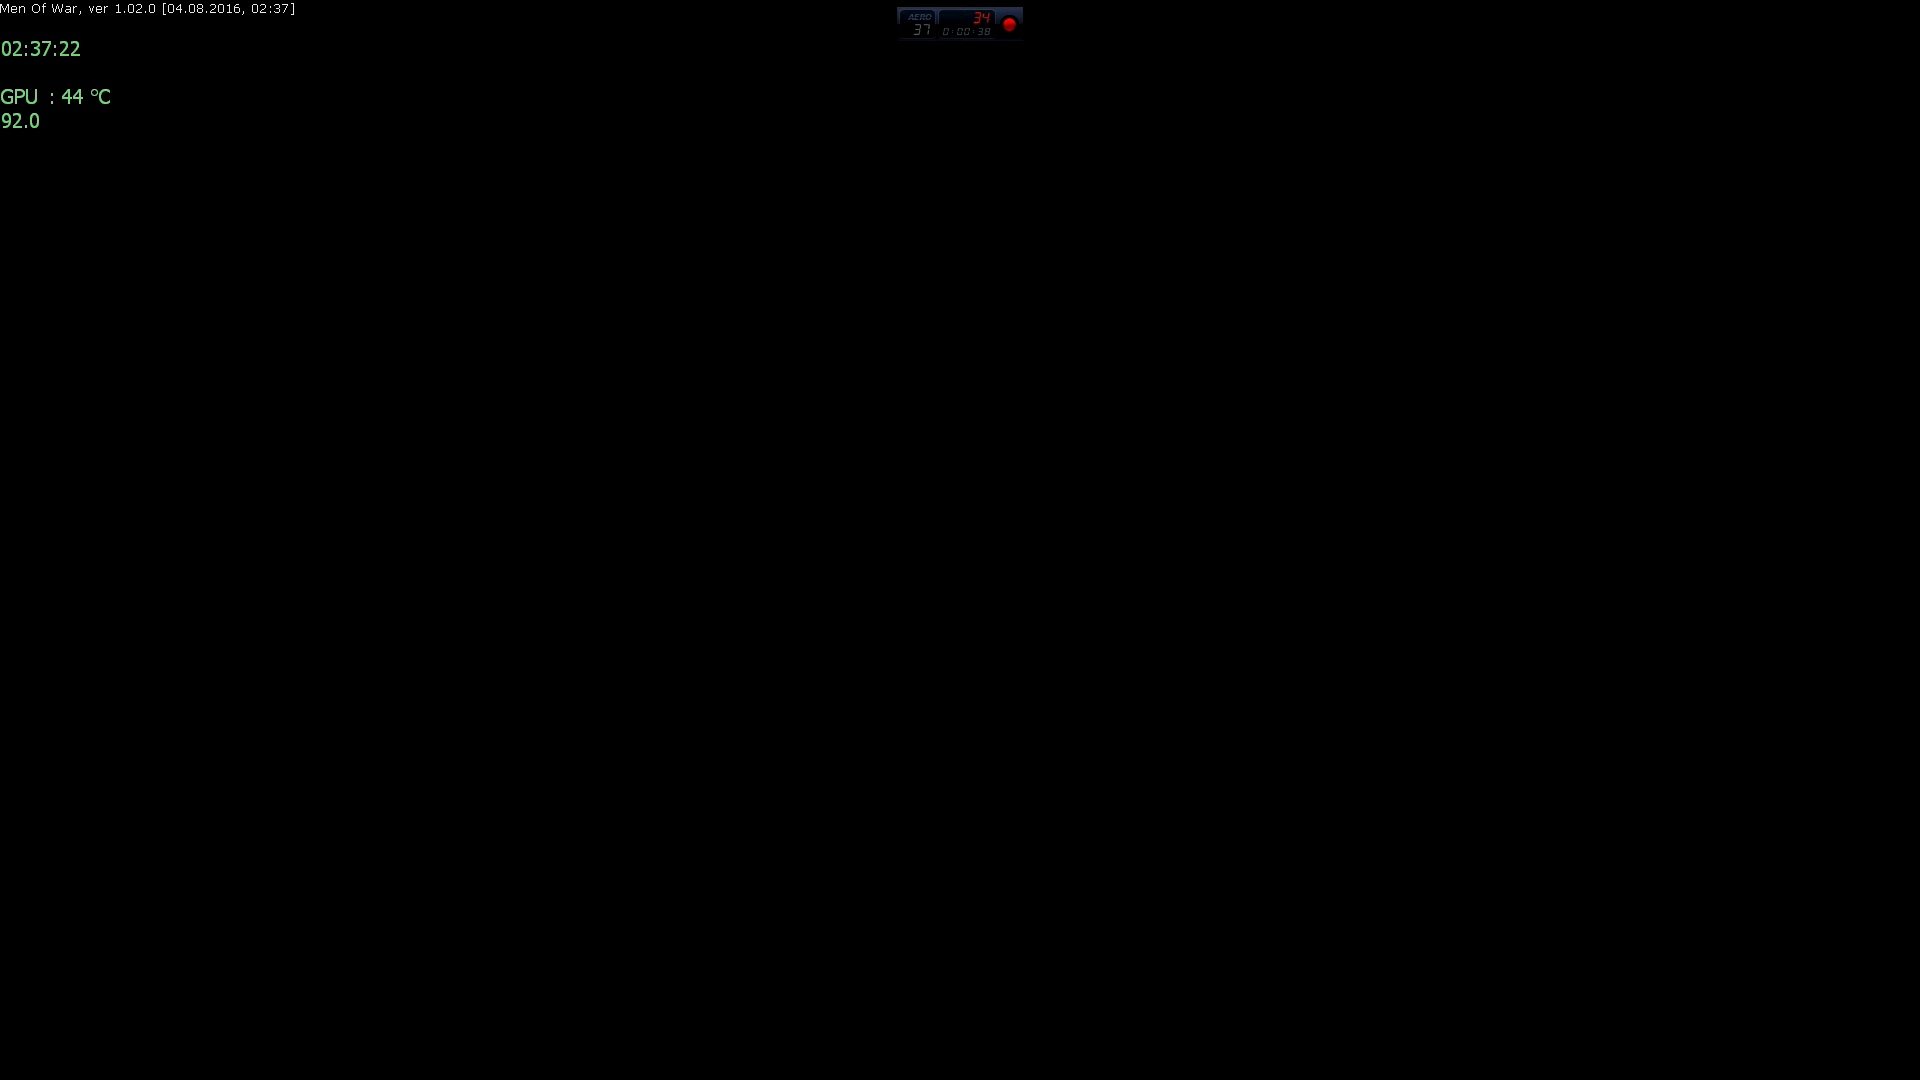 Men Of War, ver 1.02.0 [04.08.2016, 02:37]
AERO 34
37 0:00:38
02:37:22
GPU : 44 °C
92.0